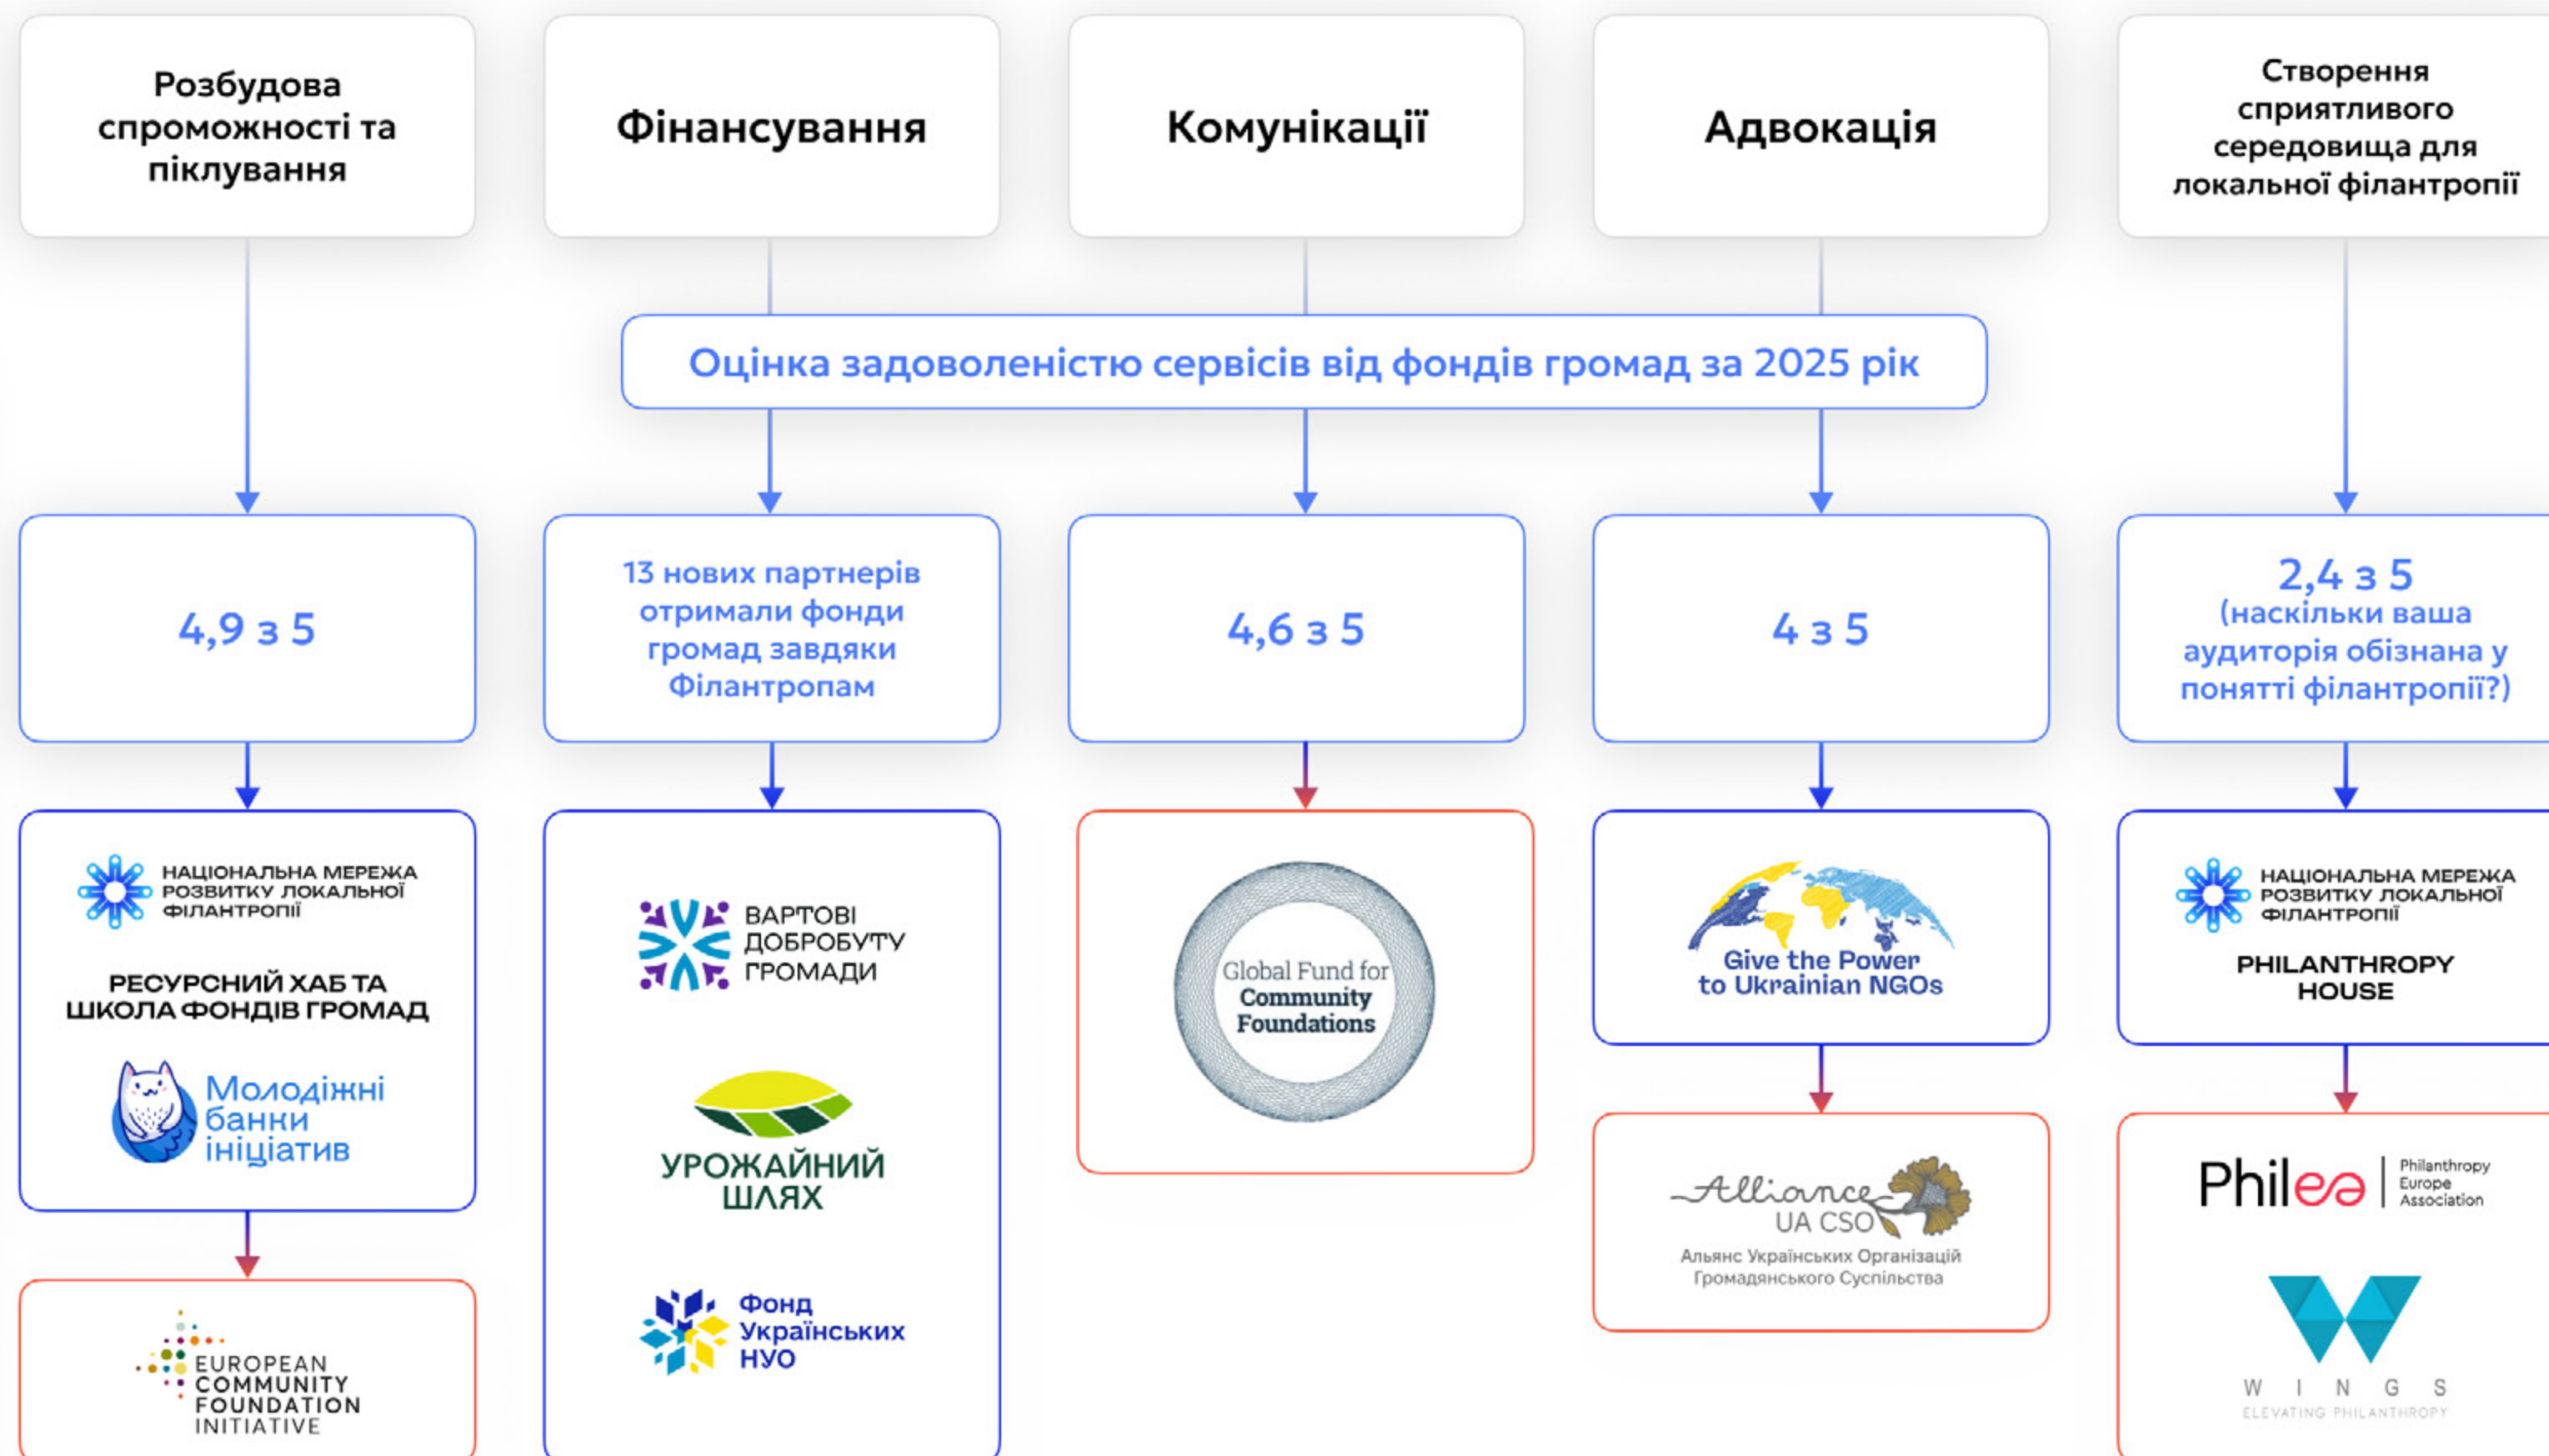 Розбудова
спроможності та
піклування
Фінансування
Комунікації
Адвокація
Створення
сприятливого
середовища для
локальної філантропії
Оцінка задоволеністю сервісів від фондів громад за 2025 рік
4,9 з 5
13 нових партнерів
отримали фонди
громад завдяки
Філантропам
4,6 з 5
4 з 5
2,4 з 5
(наскільки ваша
аудиторія обізнана у
понятті філантропії?)
НАЦІОНАЛЬНА МЕРЕЖА
РОЗВИТКУ ЛОКАЛЬНОЇ
ФІЛАНТРОПІЇ
РЕСУРСНИЙ ХАБ ТА
ШКОЛА ФОНДІВ ГРОМАД
Молодіжні
банки
ініціатив
EUROPEAN
COMMUNITY
FOUNDATION
INITIATIVE
ВАРТОВІ
ДОБРОБУТУ
ГРОМАДИ
УРОЖАЙНИЙ
ШЛЯХ
Фонд
Українських
НУО
Global Fund for
Community
Foundations
Give the Power
to Ukrainian NGOs
Alliance
UA CSO
Альянс Українських Організацій
Громадянського Суспільства
НАЦІОНАЛЬНА МЕРЕЖА
РОЗВИТКУ ЛОКАЛЬНОЇ
ФІЛАНТРОПІЇ
PHILANTHROPY
HOUSE
Philea
Philanthropy
Europe
Association
WINGS
ELEVATING PHILANTHROPY